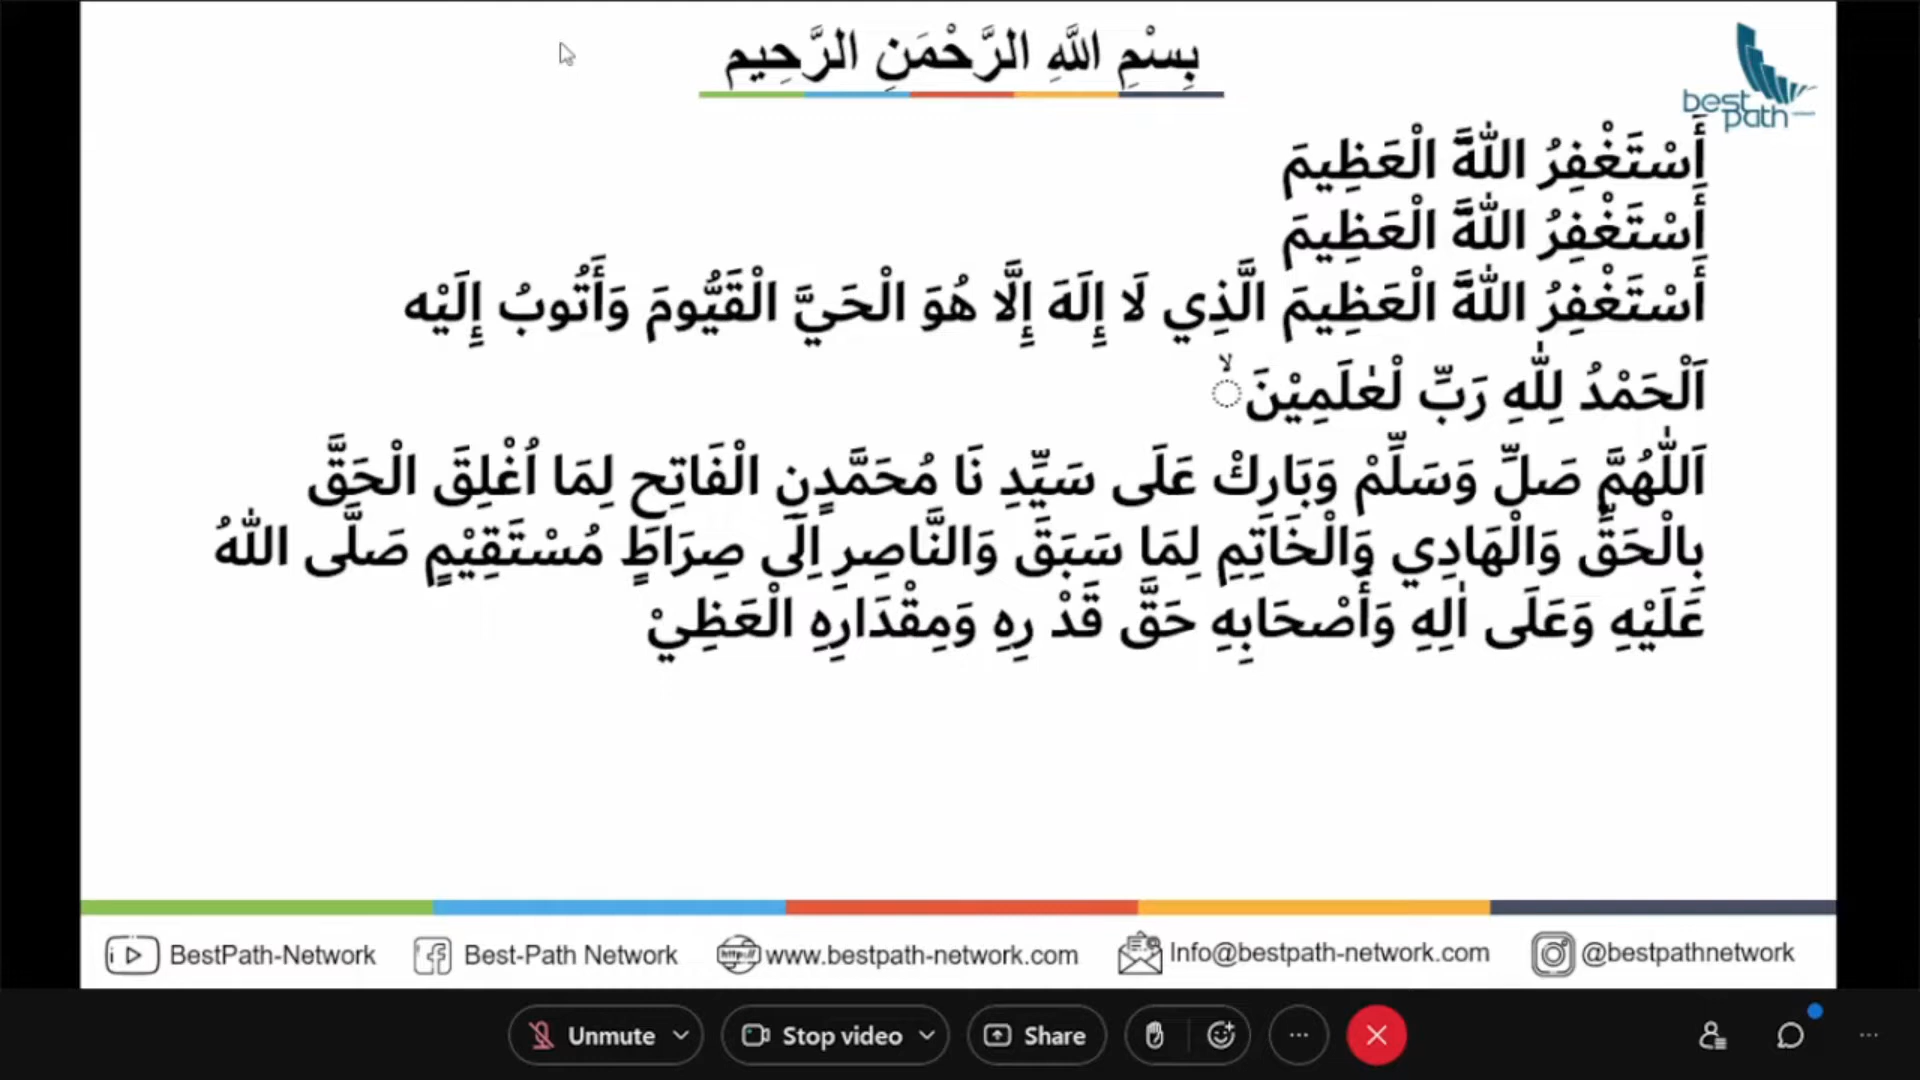 بِسْمِ اللَّهِ الرَّحْمَنِ الرَّحِيم
best
path
أَسْتَغْفِرُ اللَّهَ الْعَظِيمَ
أَسْتَغْفِرُ اللَّهَ الْعَظِيمَ
أَسْتَغْفِرُ اللَّهَ الْعَظِيمَ الَّذِي لَا إِلَهَ إِلَّا هُوَ الْحَيَّ الْقَيُّومَ وَأَتُوبُ إِلَيْه
اَلْحَمْدُ لِلّٰهِ رَبِّ لْعٰلَمِيْنَۙ
اَللّٰهُمَّ صَلِّ وَسَلِّمْ وَبَارِكْ عَلَى سَيِّدِ نَا مُحَمَّدٍنِ الْفَاتِحِ لِمَا اُغْلِقَ الْحَقَّ
بِالْحَقِّ وَالْهَادِي وَالْخَاتِمِ لِمَا سَبَقَ وَالنَّاصِرِ اِلَى صِرَاطٍ مُسْتَقِيْمٍ صَلَّى اللهُ
عَلَيْهِ وَعَلَى اٰلِهِ وَأَصْحَابِهِ حَقَّ قَدْ رِهِ وَمِقْدَارِهِ الْعَظِيْ
BestPath-Network
Best-Path Network
http://
www.bestpath-network.com
Info@bestpath-network.com
@bestpathnetwork
Unmute
Stop video
Share